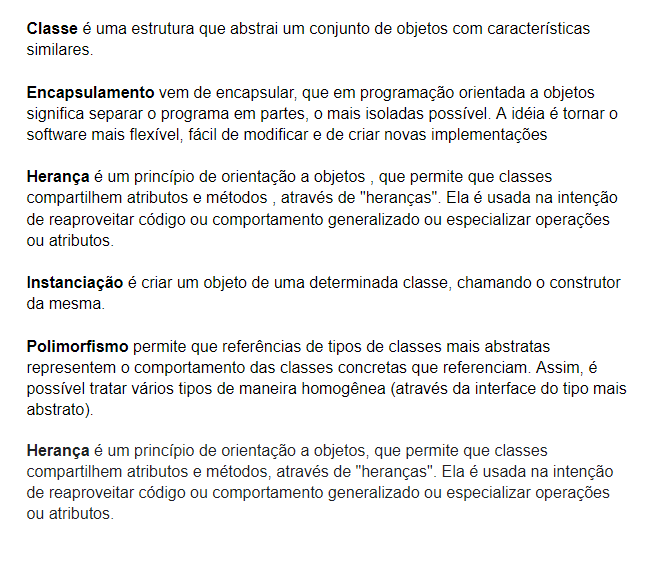 Classe é uma estrutura que abstrai um conjunto de objetos com características
similares.
Encapsulamento vem de encapsular, que em programação orientada a objetos
significa separar o programa em partes, o mais isoladas possível. A idéia é tornar o
software mais flexível, fácil de modificar e de criar novas implementações
Herança é um princípio de orientação a objetos , que permite que classes
compartilhem atributos e métodos , através de "heranças". Ela é usada na intenção
de reaproveitar código ou comportamento generalizado ou especializar operações
ou atributos.
Instanciação é criar um objeto de uma determinada classe, chamando o construtor
da mesma.
Polimorfismo permite que referências de tipos de classes mais abstratas
representem o comportamento das classes concretas que referenciam. Assim, é
possível tratar vários tipos de maneira homogênea (através da interface do tipo mais
abstrato).
Herança é um princípio de orientação a objetos, que permite que classes
compartilhem atributos e métodos, através de "heranças". Ela é usada na intenção
de reaproveitar código ou comportamento generalizado ou especializar operações
ou atributos.